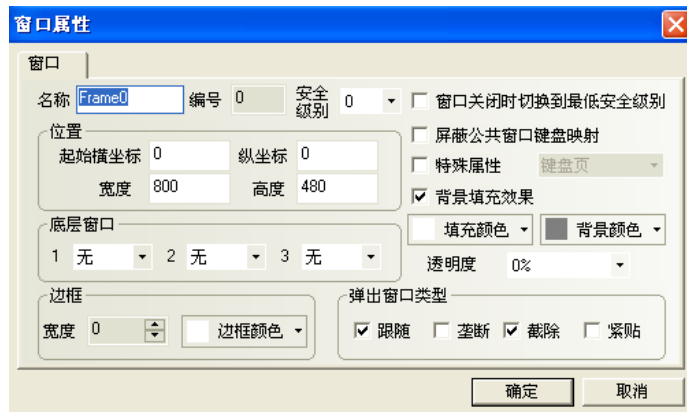 窗口属性
窗口
名称 Frame0 编号 0 安全级别 0
窗口关闭时切换到最低安全级别
位置
起始横坐标 0 纵坐标 0
宽度 800 高度 480
屏蔽公共窗口键盘映射
特殊属性 键盘页
背景填充效果
填充颜色 背景颜色
透明度 0%
底层窗口
1 无 2 无 3 无
边框
宽度 0 边框颜色
弹出窗口类型
跟随 垄断 截除 紧贴
确定 取消